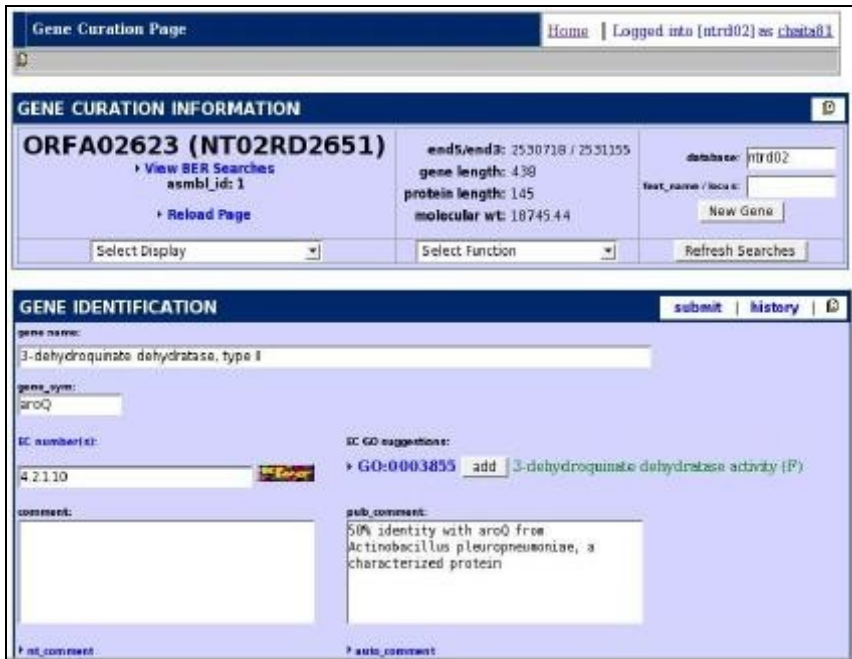 Gene Curation Page
Home | Logged into [ntrd02] as chaita81
GENE CURATION INFORMATION
ORFA02623 (NT02RD2651)
View BER Searches
asmbl_id: 1
Reload Page
end5/end3: 2530718 / 2531155
gene length: 438
protein length: 145
molecular wt: 18745.44
database: ntrd02
feat_name / locus:
New Gene
Select Display
Select Function
Refresh Searches
GENE IDENTIFICATION
submit | history |
gene name:
3-dehydroquinate dehydratase, type II
gene_sym:
aroQ
EC number(s):
4.2.1.10
EC GO suggestions:
GO:0003855 add 3-dehydroquinate dehydratase activity (F)
comment:
pub_comment:
50% identity with aroQ from
Actinobacillus pleuropneumoniae, a
characterized protein
nt_comment
auto_comment